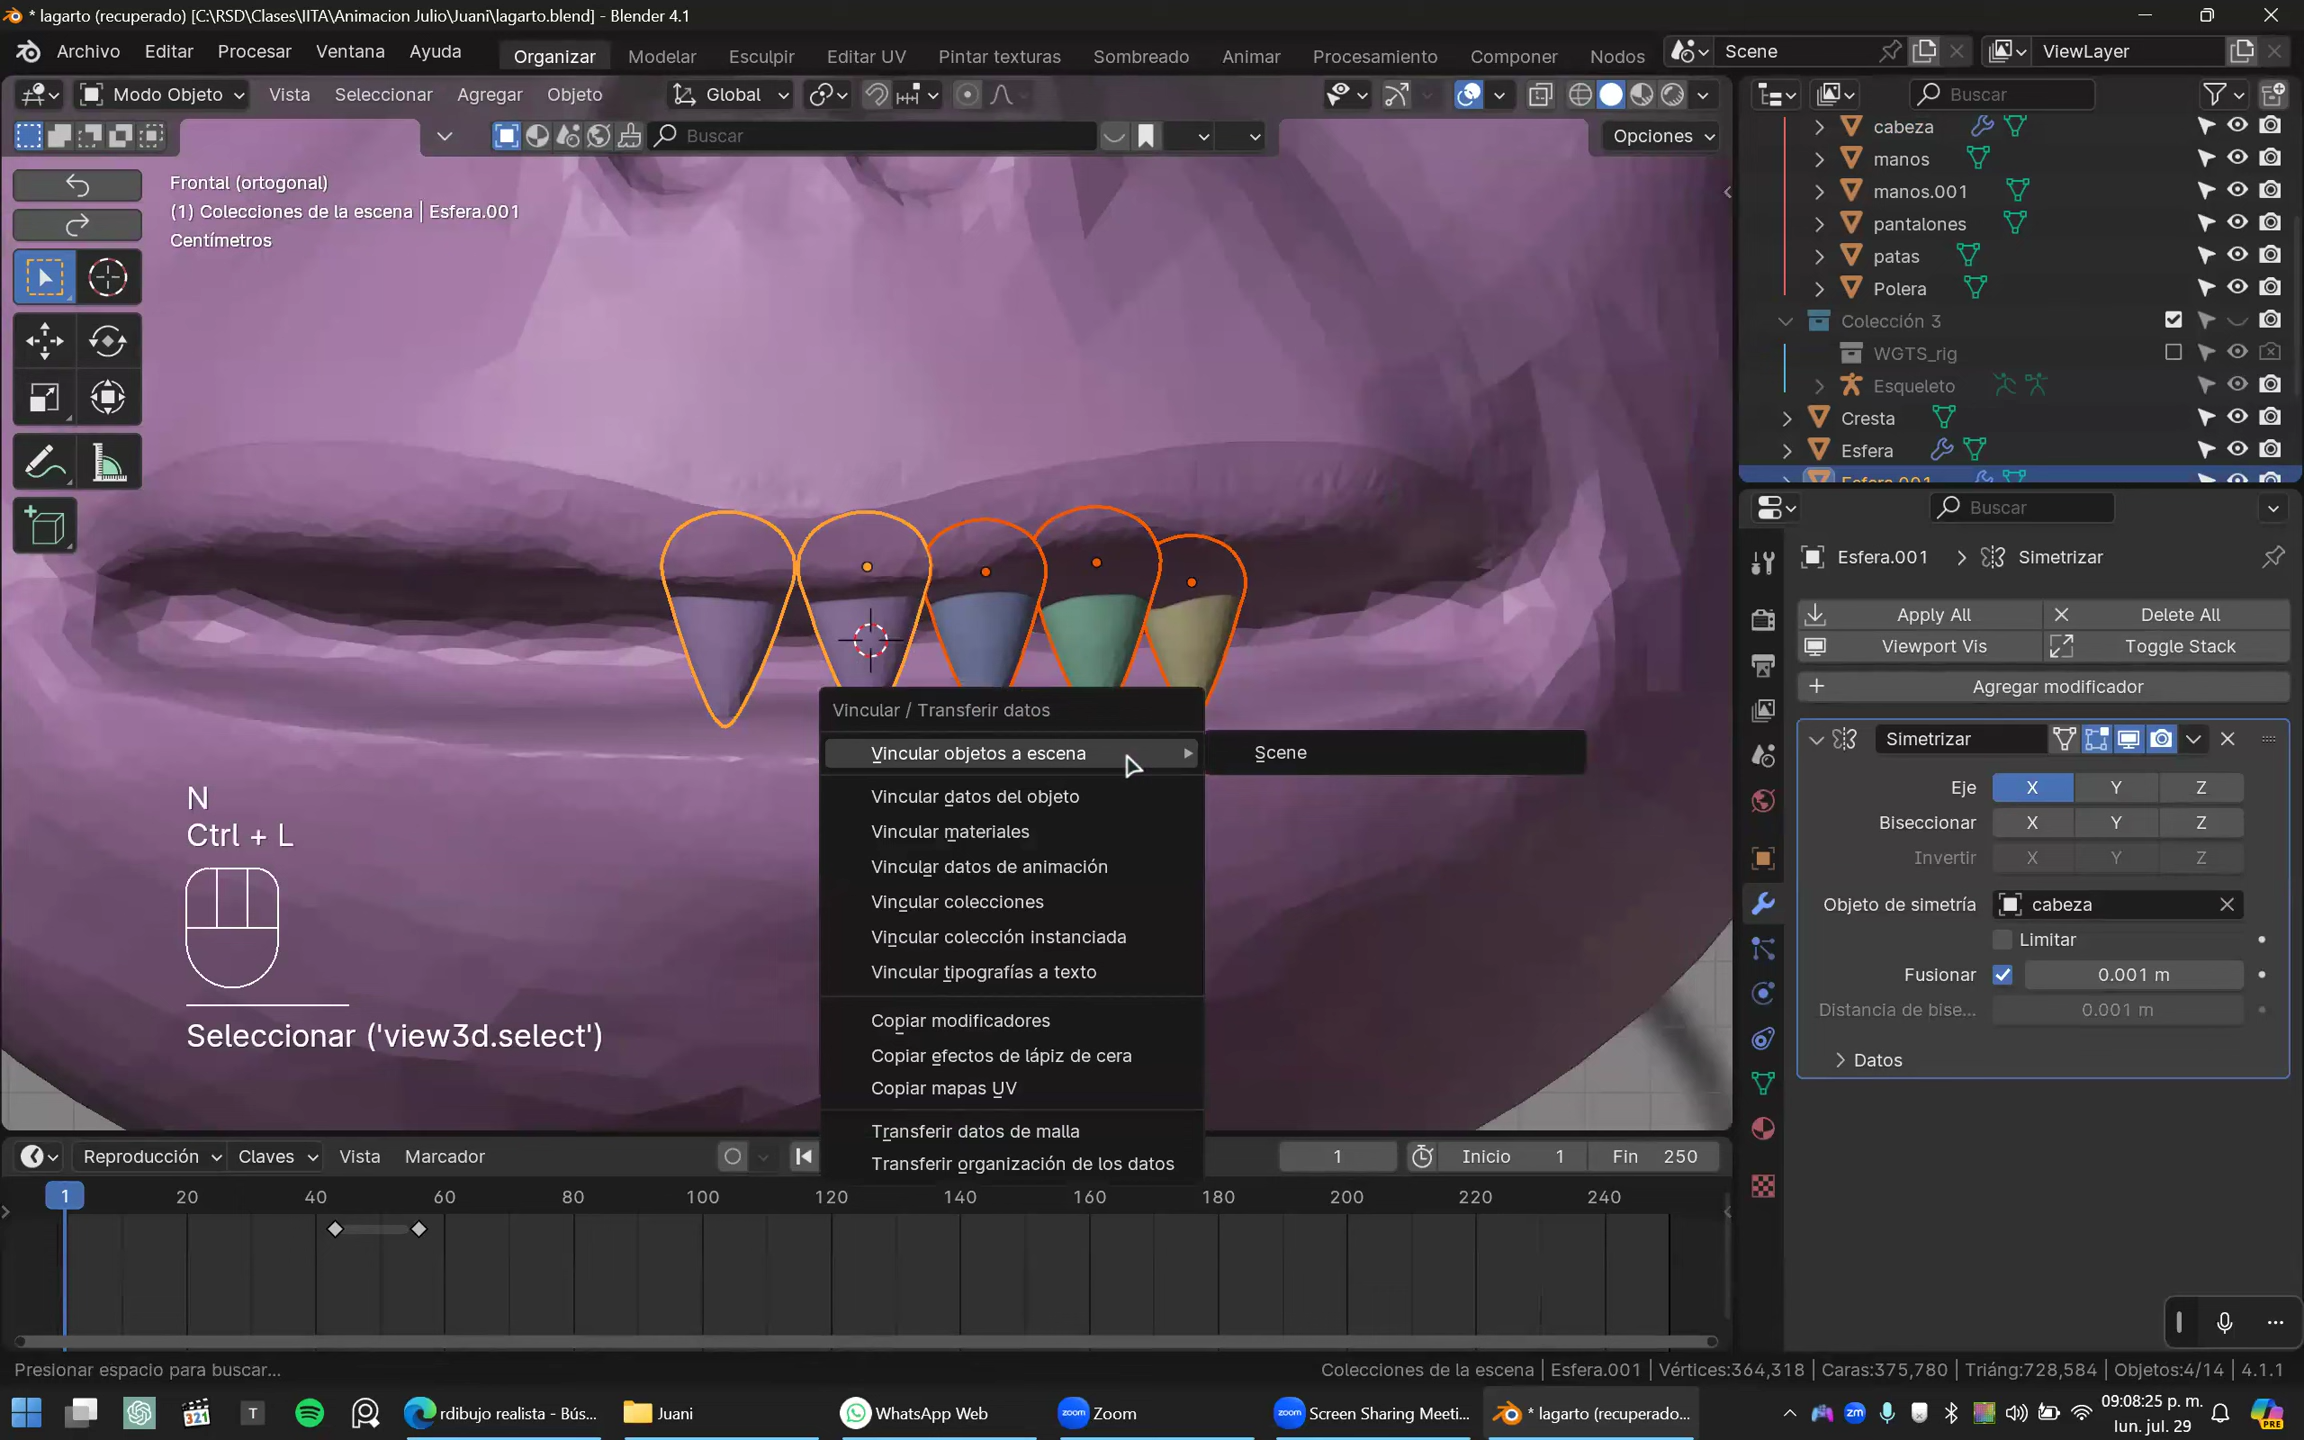 * lagarto (recuperado) [C:\RSD\Clases\IITA\Animacion Julio\Juani\lagarto.blend] - Blender 4.1
Archivo Editar Procesar Ventana Ayuda Organizar Modelar Esculpir Editar UV Pintar texturas Sombreado Animar Procesamiento Componer Nodos Scene ViewLayer
Modo Objeto Vista Seleccionar Agregar Objeto Global Buscar
Buscar Opciones
Frontal (ortogonal)
(1) Colecciones de la escena | Esfera.001
Centímetros
cabeza
manos
manos.001
pantalones
patas
Polera
Colección 3
WGTS_rig
Esqueleto
Cresta
Esfera
Esfera.001
Buscar
Esfera.001 > Simetrizar
Apply All Delete All
Viewport Vis Toggle Stack
Agregar modificador
Simetrizar
Eje X Y Z
Biseccionar X Y Z
Invertir X Y Z
Objeto de simetría cabeza
Limitar
Fusionar 0.001 m
Distancia de bise... 0.001 m
Datos
Vincular / Transferir datos
Vincular objetos a escena Scene
Vincular datos del objeto
Vincular materiales
Vincular datos de animación
Vincular colecciones
Vincular colección instanciada
Vincular tipografías a texto
Copiar modificadores
Copiar efectos de lápiz de cera
Copiar mapas UV
Transferir datos de malla
Transferir organización de los datos
N
Ctrl + L
Seleccionar ('view3d.select')
Reproducción Claves Vista Marcador 1 Inicio 1 Fin 250
1 20 40 60 80 100 120 140 160 180 200 220 240
Presionar espacio para buscar...
Colecciones de la escena | Esfera.001 | Vértices:364,318 | Caras:375,780 | Triáng:728,584 | Objetos:4/14 | 4.1.1
rdibujo realista - Bús... Juani WhatsApp Web zoom Zoom zoom Screen Sharing Meeti... * lagarto (recuperado...
321 T zm PRE
09:08:25 p. m.
lun. jul. 29